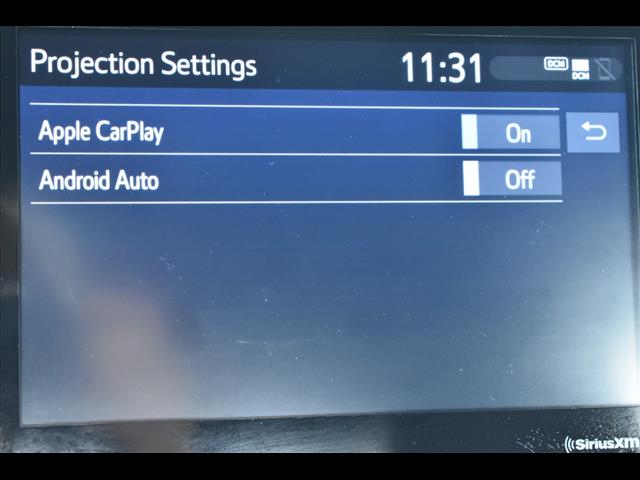 Projection Settings 11:31 DCM
DCM
Apple CarPlay On
Android Auto Off
SiriusXM